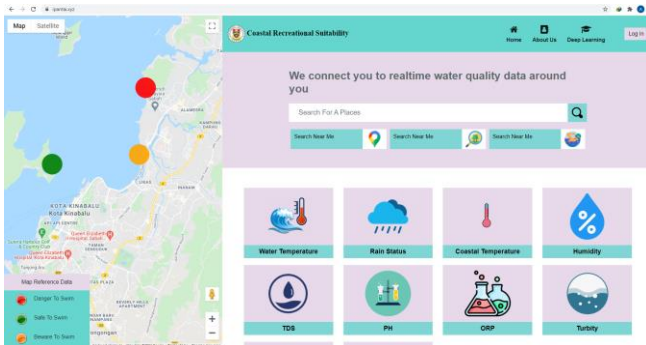 Map Satellite
Coastal Recreational Suitability
Home
About Us
Deep Learning
Log In
We connect you to realtime water quality data around
you
Search For A Places
Search Near Me
Search Near Me
Search Near Me
Water Temperature
Rain Status
Coastal Temperature
Humidity
TDS
PH
ORP
Turbity
KOTA KINABALU
Kota Kinabalu
Queen Elizabeth
Map Reference Data
Danger To Swim
Safe To Swim
Beware To Swim